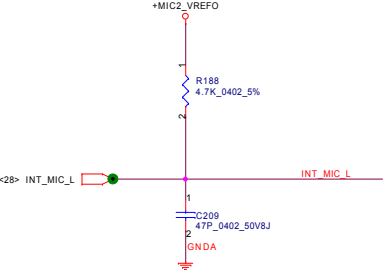 +MIC2_VREFO
1
R188
4.7K_0402_5%
2
<28> INT_MIC_L
INT_MIC_L
1
C209
47P_0402_50V8J
2
GNDA